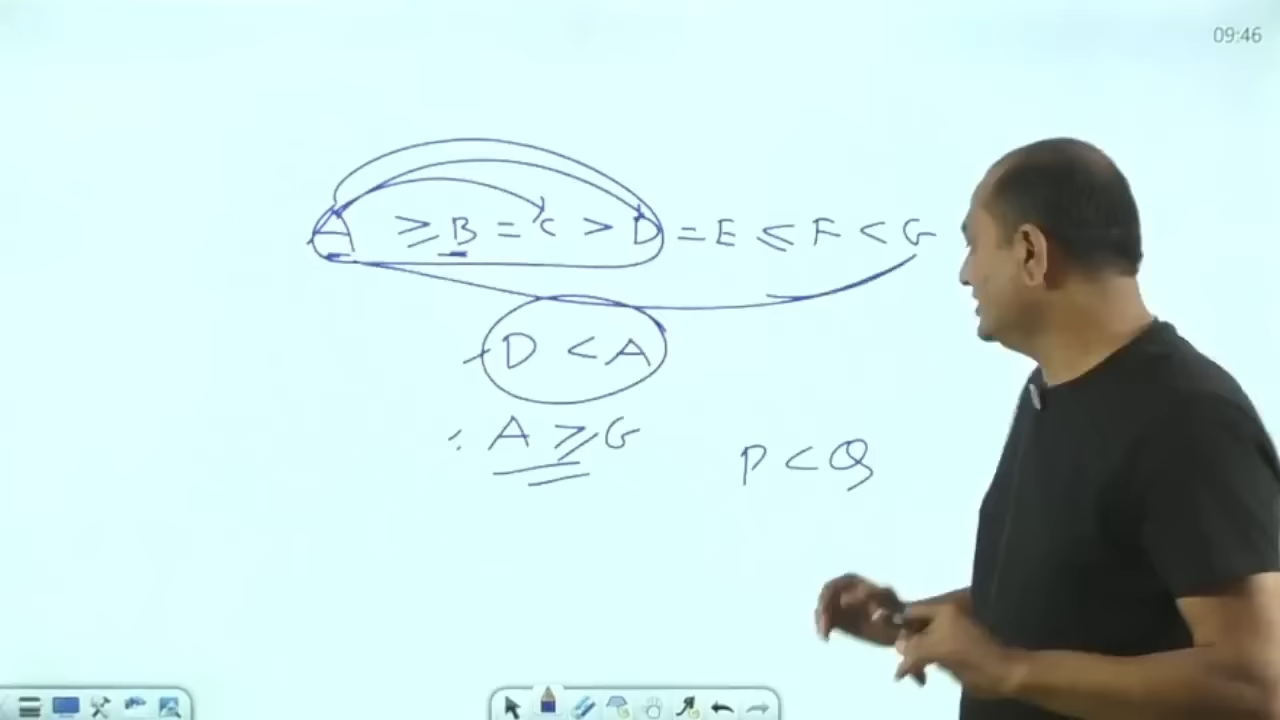 09:46
A ≥ B = C > D = E ≤ F < G
D < A
: A ≥ G
P < Q